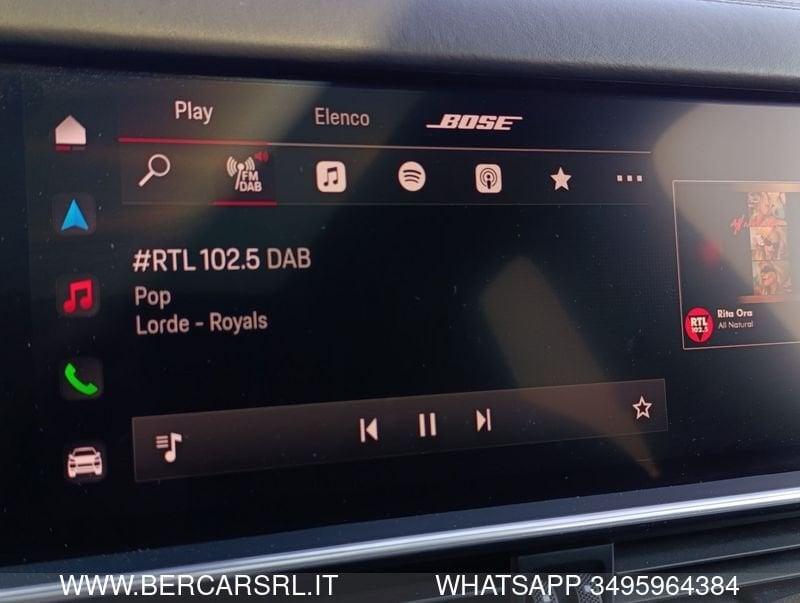 Play Elenco BOSE
FM
DAB
#RTL 102.5 DAB
Pop
Lorde - Royals
RTL
102.5
Rita Ora
All Natural
WWW.BERCARSRL.IT WHATSAPP 3495964384